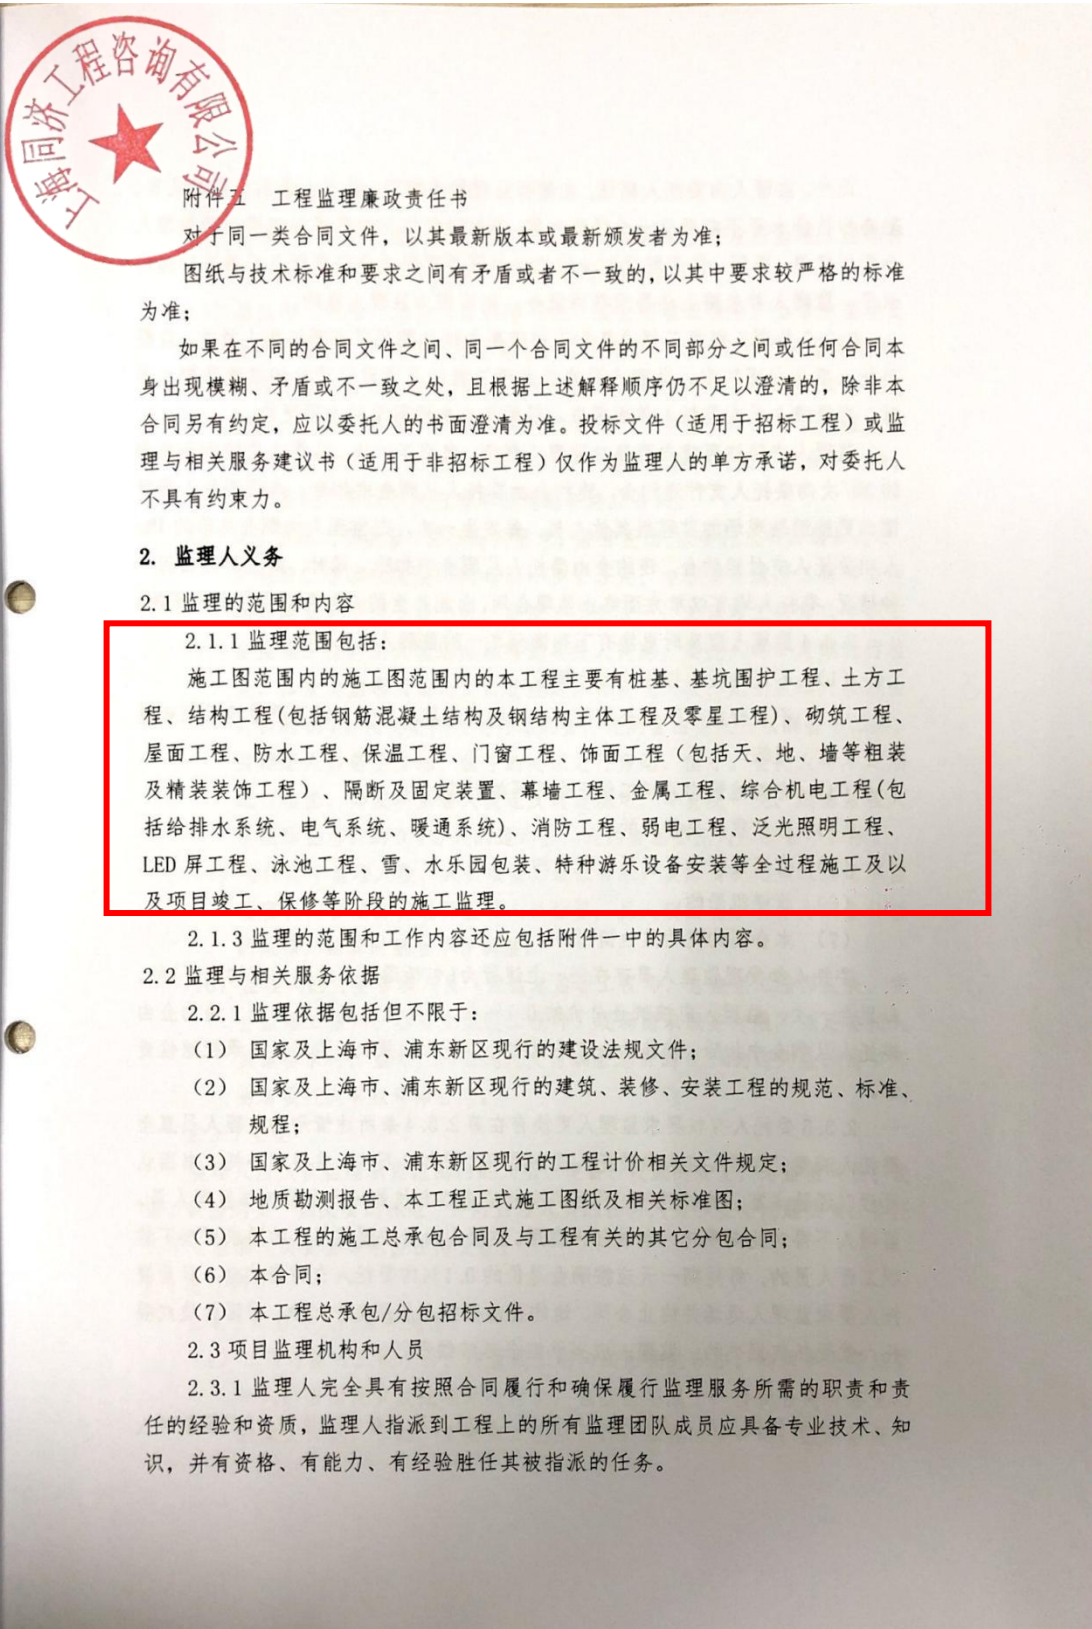 上海同济工程咨询有限公司
附件五　工程监理廉政责任书
对于同一类合同文件，以其最新版本或最新颁发者为准；
图纸与技术标准和要求之间有矛盾或者不一致的，以其中要求较严格的标准
为准；
如果在不同的合同文件之间、同一个合同文件的不同部分之间或任何合同本
身出现模糊、矛盾或不一致之处，且根据上述解释顺序仍不足以澄清的，除非本
合同另有约定，应以委托人的书面澄清为准。投标文件（适用于招标工程）或监
理与相关服务建议书（适用于非招标工程）仅作为监理人的单方承诺，对委托人
不具有约束力。
2. 监理人义务
2.1 监理的范围和内容
2.1.1 监理范围包括：
施工图范围内的施工图范围内的本工程主要有桩基、基坑围护工程、土方工
程、结构工程(包括钢筋混凝土结构及钢结构主体工程及零星工程)、砌筑工程、
屋面工程、防水工程、保温工程、门窗工程、饰面工程（包括天、地、墙等粗装
及精装装饰工程）、隔断及固定装置、幕墙工程、金属工程、综合机电工程(包
括给排水系统、电气系统、暖通系统)、消防工程、弱电工程、泛光照明工程、
LED 屏工程、泳池工程、雪、水乐园包装、特种游乐设备安装等全过程施工及以
及项目竣工、保修等阶段的施工监理。
2.1.3 监理的范围和工作内容还应包括附件一中的具体内容。
2.2 监理与相关服务依据
2.2.1 监理依据包括但不限于：
（1） 国家及上海市、浦东新区现行的建设法规文件；
（2） 国家及上海市、浦东新区现行的建筑、装修、安装工程的规范、标准、
规程；
（3） 国家及上海市、浦东新区现行的工程计价相关文件规定；
（4） 地质勘测报告、本工程正式施工图纸及相关标准图；
（5） 本工程的施工总承包合同及与工程有关的其它分包合同；
（6） 本合同；
（7） 本工程总承包/分包招标文件。
2.3 项目监理机构和人员
2.3.1 监理人完全具有按照合同履行和确保履行监理服务所需的职责和责
任的经验和资质，监理人指派到工程上的所有监理团队成员应具备专业技术、知
识，并有资格、有能力、有经验胜任其被指派的任务。